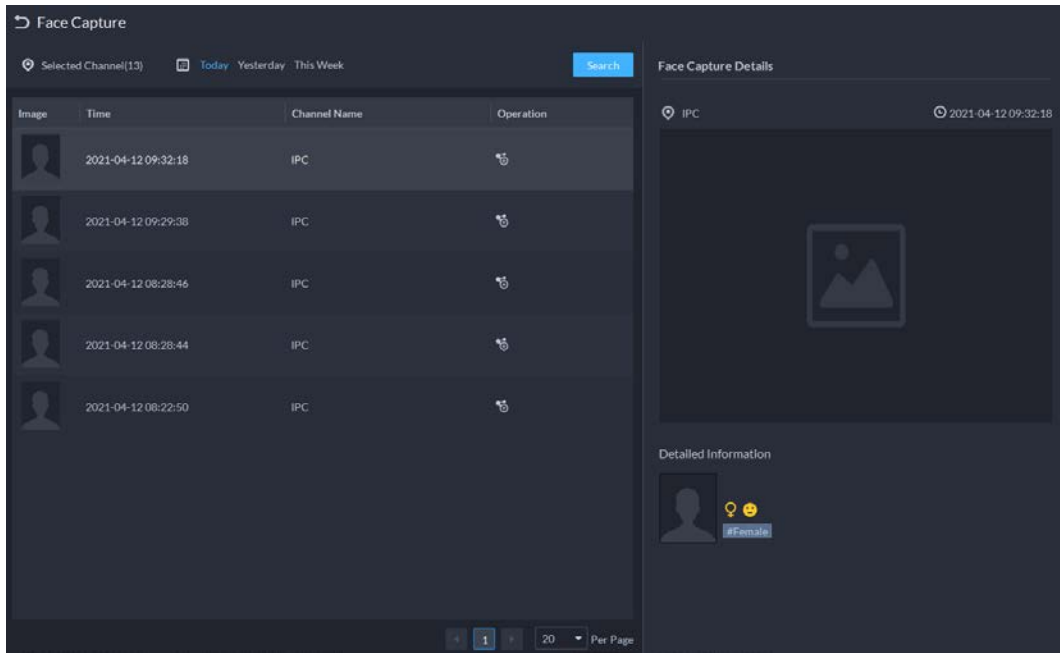 Face Capture
Selected Channel(13) Today Yesterday This Week Search
Image Time Channel Name Operation
2021-04-12 09:32:18 IPC
2021-04-12 09:29:38 IPC
2021-04-12 08:28:46 IPC
2021-04-12 08:28:44 IPC
2021-04-12 08:22:50 IPC
1 20 Per Page
Face Capture Details
IPC 2021-04-12 09:32:18
Detailed Information
#Female